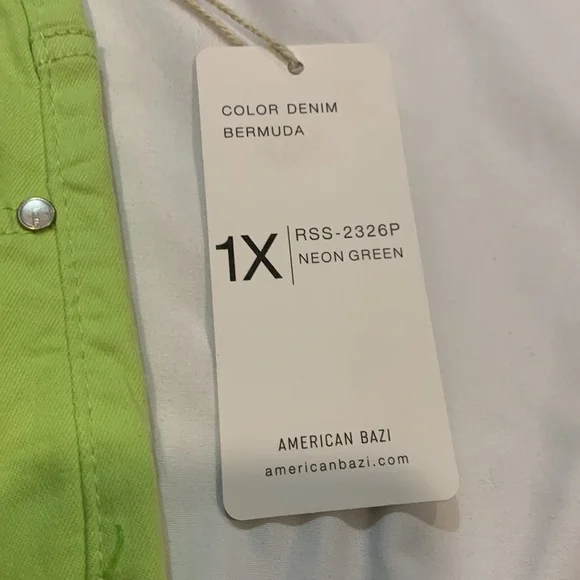 COLOR DENIM
BERMUDA
1X
RSS-2326P
NEON GREEN
AMERICAN BAZI
americanbazi.com